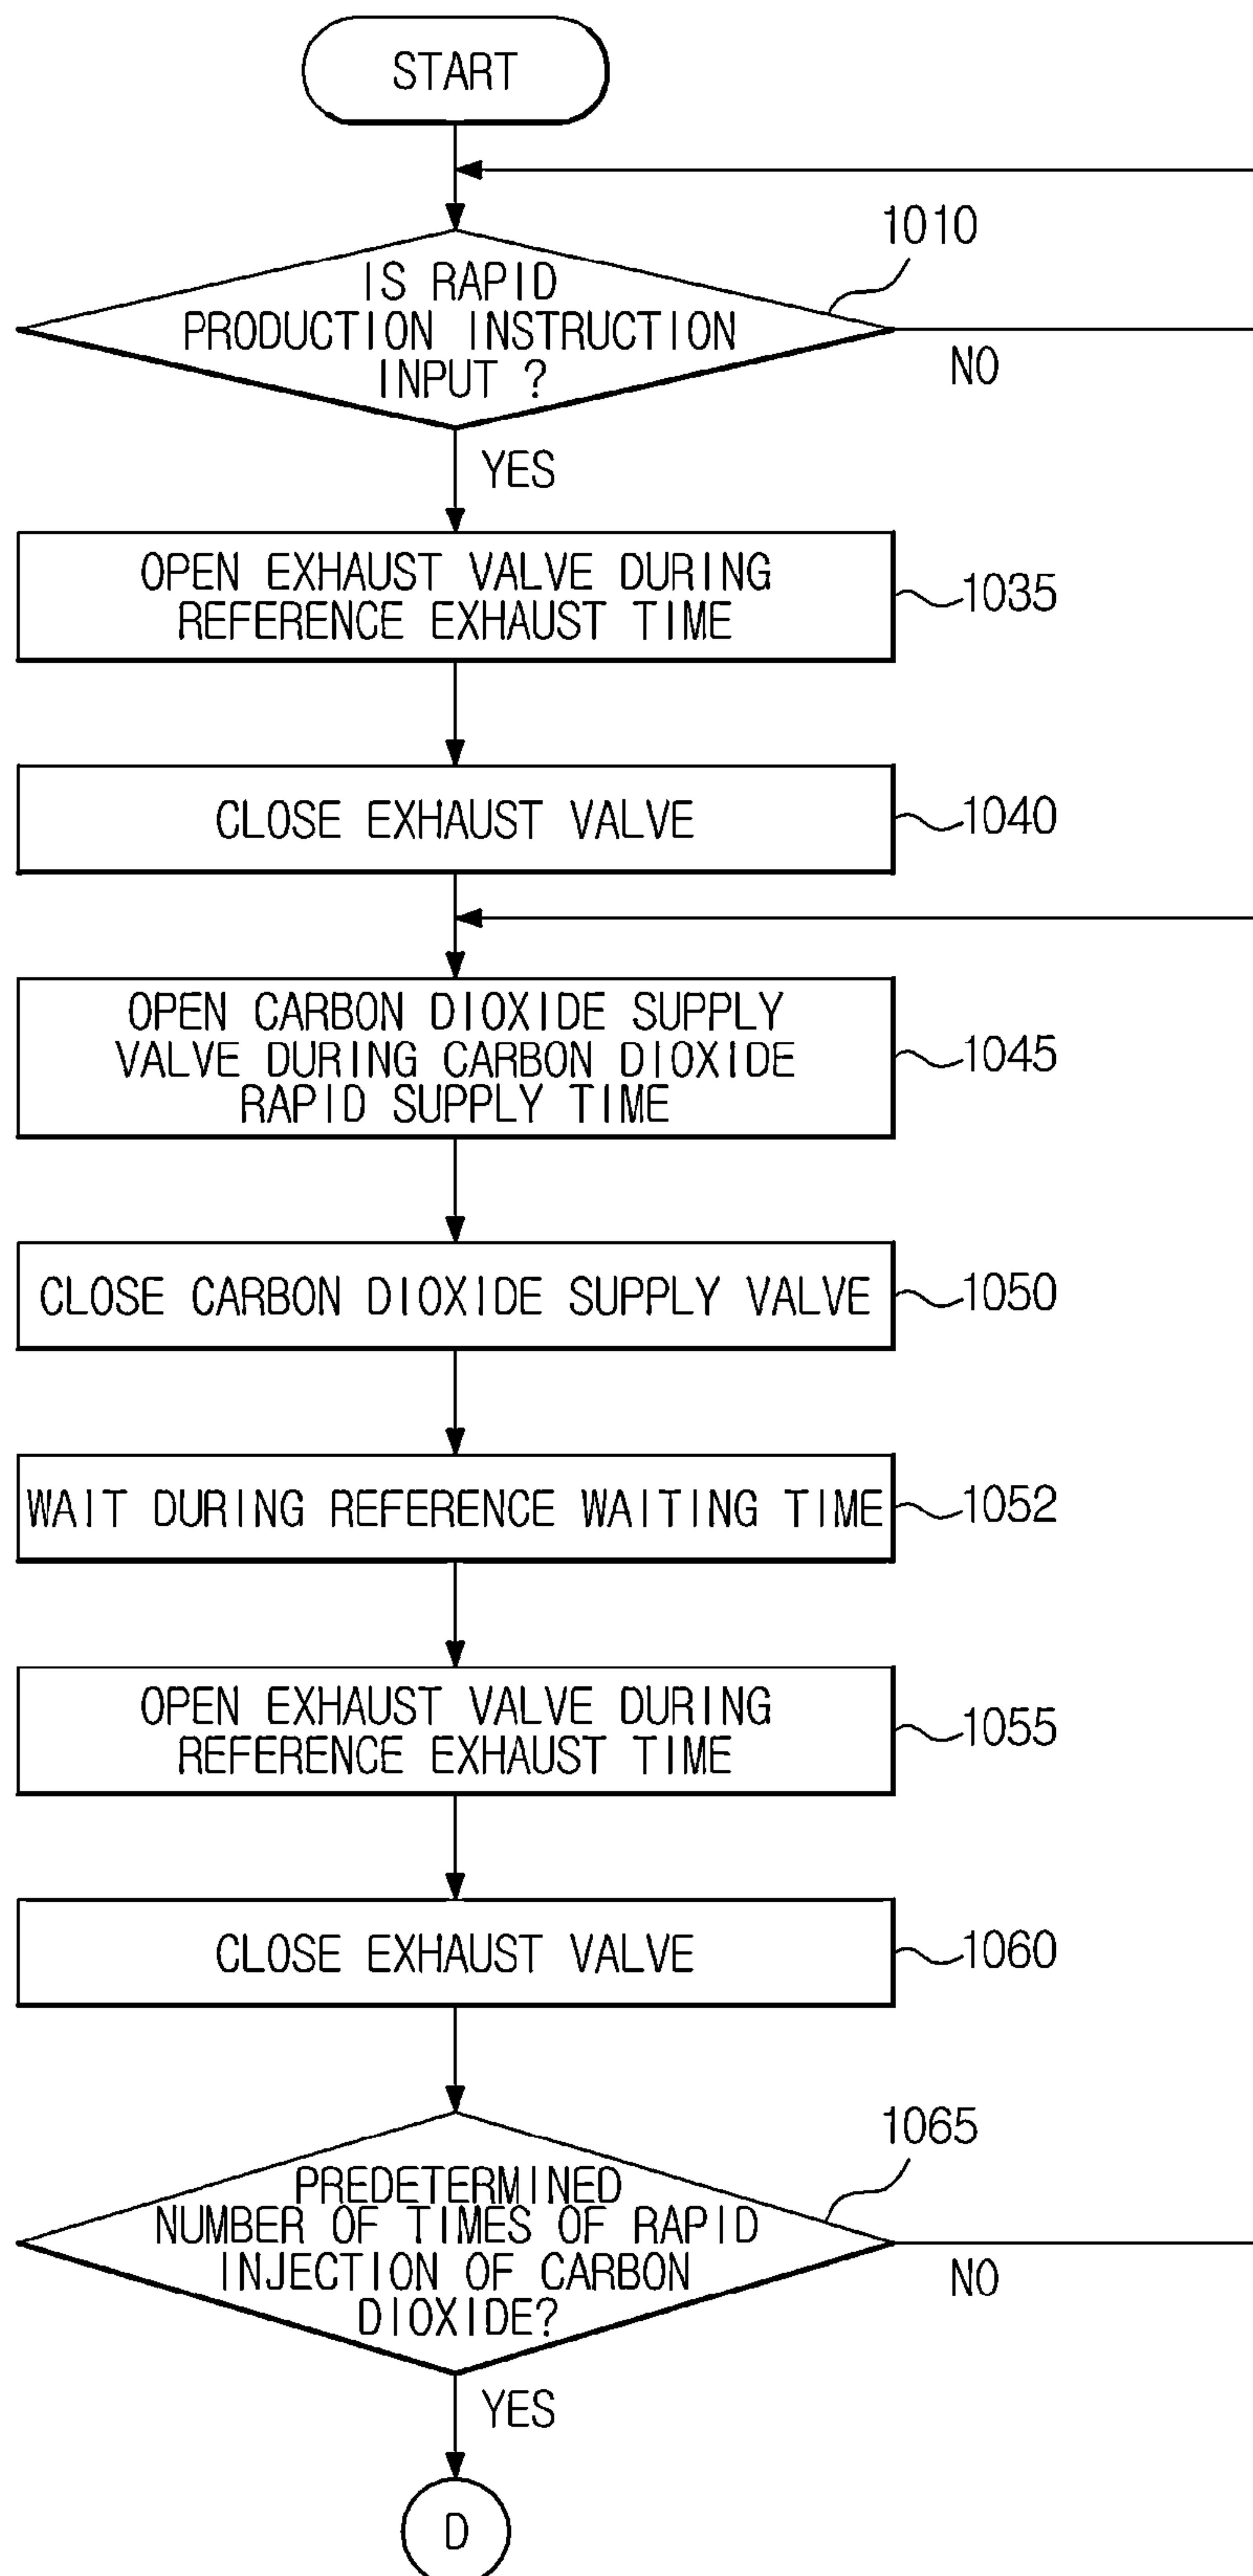 START
1010
IS RAPID
PRODUCTION INSTRUCTION
INPUT ?
NO
YES
OPEN EXHAUST VALVE DURING
REFERENCE EXHAUST TIME
1035
CLOSE EXHAUST VALVE
1040
OPEN CARBON DIOXIDE SUPPLY
VALVE DURING CARBON DIOXIDE
RAPID SUPPLY TIME
1045
CLOSE CARBON DIOXIDE SUPPLY VALVE
1050
WAIT DURING REFERENCE WAITING TIME
1052
OPEN EXHAUST VALVE DURING
REFERENCE EXHAUST TIME
1055
CLOSE EXHAUST VALVE
1060
1065
PREDETERMINED
NUMBER OF TIMES OF RAPID
INJECTION OF CARBON
DIOXIDE?
NO
YES
D